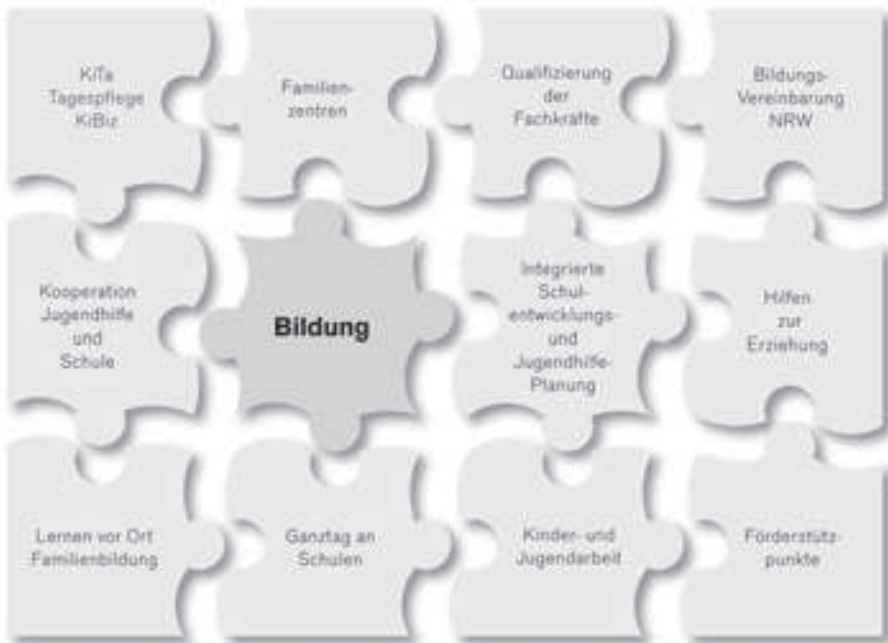 KiTa
Tagespflege
KiBiz
Familien-
zentren
Qualifizierung
der
Fachkräfte
Bildungs-
Vereinbarung
NRW
Kooperation
Jugendhilfe
und
Schule
Bildung
Integrierte
Schul-
entwicklungs-
und
Jugendhilfe-
Planung
Hilfen
zur
Erziehung
Lernen vor Ort
Familienbildung
Ganztag an
Schulen
Kinder- und
Jugendarbeit
Förderstütz-
punkte